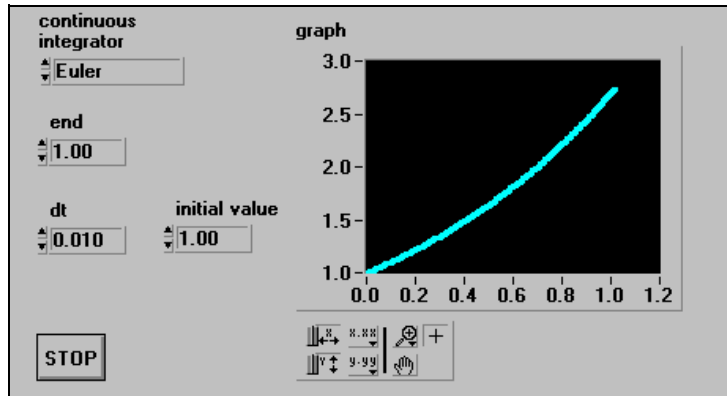 continuous
integrator
Euler
end
1.00
dt
0.010
initial value
1.00
STOP
graph
3.0
2.5
2.0
1.5
1.0
0.0 0.2 0.4 0.6 0.8 1.0 1.2
X x.xx
Y y.yy